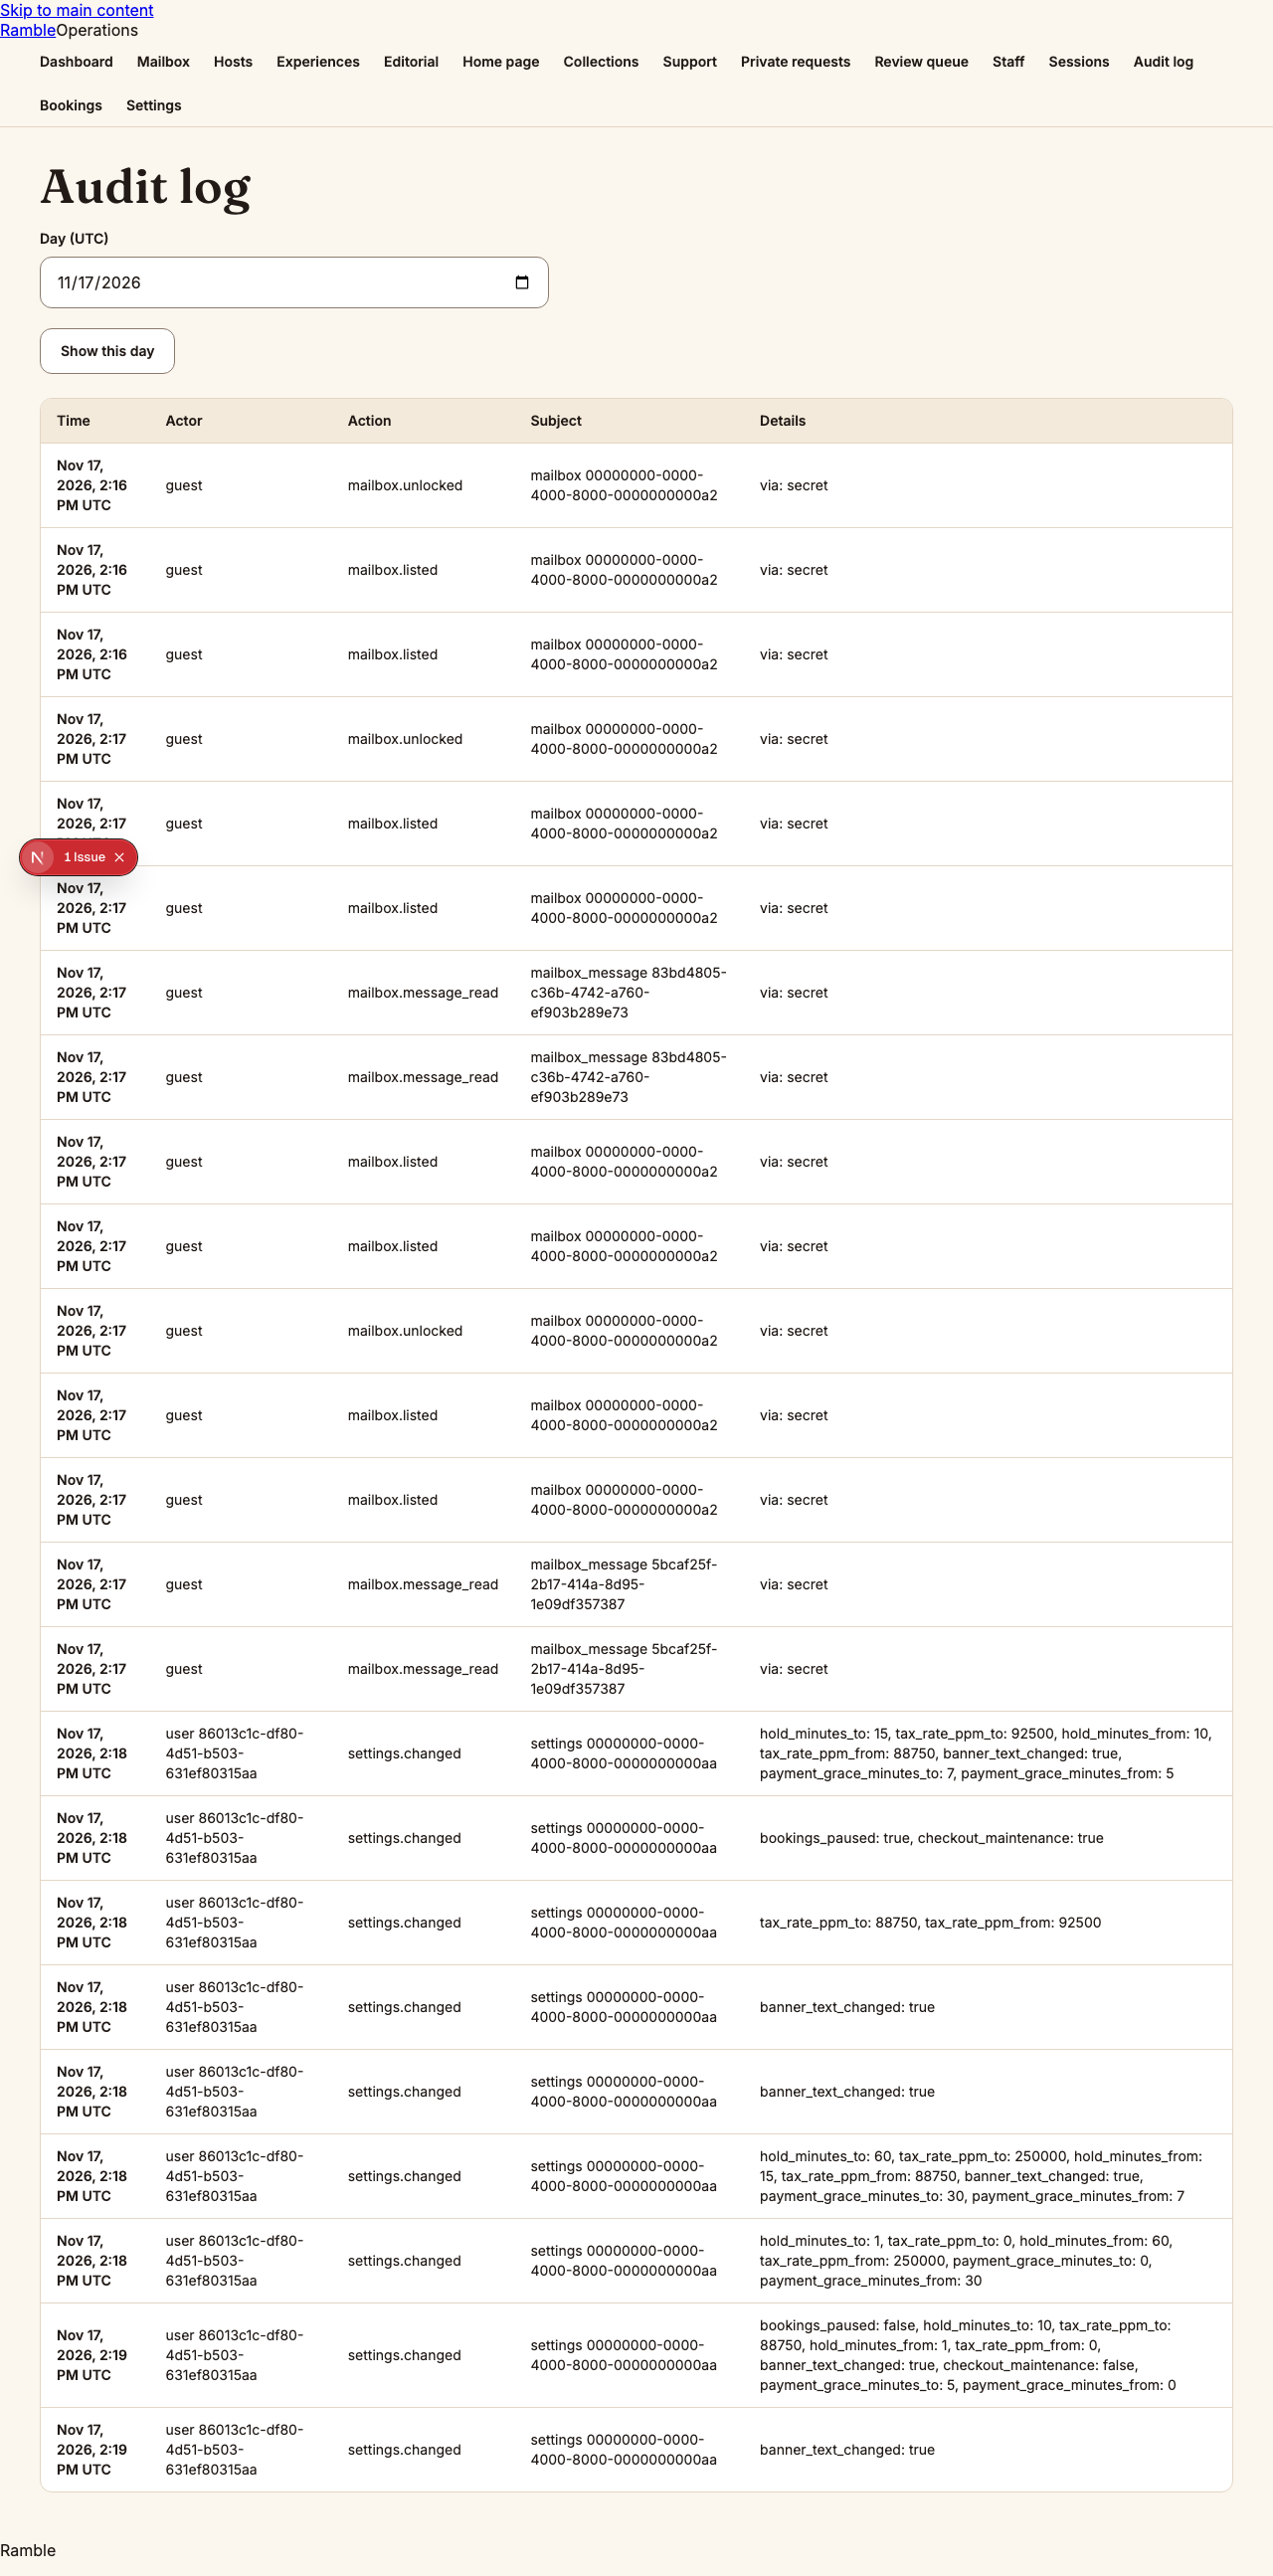 Skip to main content
RambleOperations
Dashboard Mailbox Hosts Experiences Editorial Home page Collections Support Private requests Review queue Staff Sessions Audit log
Bookings Settings
Audit log
Day (UTC)
11/17/2026
Show this day
Time Actor Action Subject Details
Nov 17, 2026, 2:16 PM UTC guest mailbox.unlocked mailbox 00000000-0000-4000-8000-0000000000a2 via: secret
Nov 17, 2026, 2:16 PM UTC guest mailbox.listed mailbox 00000000-0000-4000-8000-0000000000a2 via: secret
Nov 17, 2026, 2:16 PM UTC guest mailbox.listed mailbox 00000000-0000-4000-8000-0000000000a2 via: secret
Nov 17, 2026, 2:17 PM UTC guest mailbox.unlocked mailbox 00000000-0000-4000-8000-0000000000a2 via: secret
Nov 17, 2026, 2:17 guest mailbox.listed mailbox 00000000-0000-4000-8000-0000000000a2 via: secret
1 Issue
Nov 17, 2026, 2:17 PM UTC guest mailbox.listed mailbox 00000000-0000-4000-8000-0000000000a2 via: secret
Nov 17, 2026, 2:17 PM UTC guest mailbox.message_read mailbox_message 83bd4805-c36b-4742-a760-ef903b289e73 via: secret
Nov 17, 2026, 2:17 PM UTC guest mailbox.message_read mailbox_message 83bd4805-c36b-4742-a760-ef903b289e73 via: secret
Nov 17, 2026, 2:17 PM UTC guest mailbox.listed mailbox 00000000-0000-4000-8000-0000000000a2 via: secret
Nov 17, 2026, 2:17 PM UTC guest mailbox.listed mailbox 00000000-0000-4000-8000-0000000000a2 via: secret
Nov 17, 2026, 2:17 PM UTC guest mailbox.unlocked mailbox 00000000-0000-4000-8000-0000000000a2 via: secret
Nov 17, 2026, 2:17 PM UTC guest mailbox.listed mailbox 00000000-0000-4000-8000-0000000000a2 via: secret
Nov 17, 2026, 2:17 PM UTC guest mailbox.listed mailbox 00000000-0000-4000-8000-0000000000a2 via: secret
Nov 17, 2026, 2:17 PM UTC guest mailbox.message_read mailbox_message 5bcaf25f-2b17-414a-8d95-1e09df357387 via: secret
Nov 17, 2026, 2:17 PM UTC guest mailbox.message_read mailbox_message 5bcaf25f-2b17-414a-8d95-1e09df357387 via: secret
Nov 17, 2026, 2:18 PM UTC user 86013c1c-df80-4d51-b503-631ef80315aa settings.changed settings 00000000-0000-4000-8000-0000000000aa hold_minutes_to: 15, tax_rate_ppm_to: 92500, hold_minutes_from: 10, tax_rate_ppm_from: 88750, banner_text_changed: true, payment_grace_minutes_to: 7, payment_grace_minutes_from: 5
Nov 17, 2026, 2:18 PM UTC user 86013c1c-df80-4d51-b503-631ef80315aa settings.changed settings 00000000-0000-4000-8000-0000000000aa bookings_paused: true, checkout_maintenance: true
Nov 17, 2026, 2:18 PM UTC user 86013c1c-df80-4d51-b503-631ef80315aa settings.changed settings 00000000-0000-4000-8000-0000000000aa tax_rate_ppm_to: 88750, tax_rate_ppm_from: 92500
Nov 17, 2026, 2:18 PM UTC user 86013c1c-df80-4d51-b503-631ef80315aa settings.changed settings 00000000-0000-4000-8000-0000000000aa banner_text_changed: true
Nov 17, 2026, 2:18 PM UTC user 86013c1c-df80-4d51-b503-631ef80315aa settings.changed settings 00000000-0000-4000-8000-0000000000aa banner_text_changed: true
Nov 17, 2026, 2:18 PM UTC user 86013c1c-df80-4d51-b503-631ef80315aa settings.changed settings 00000000-0000-4000-8000-0000000000aa hold_minutes_to: 60, tax_rate_ppm_to: 250000, hold_minutes_from: 15, tax_rate_ppm_from: 88750, banner_text_changed: true, payment_grace_minutes_to: 30, payment_grace_minutes_from: 7
Nov 17, 2026, 2:18 PM UTC user 86013c1c-df80-4d51-b503-631ef80315aa settings.changed settings 00000000-0000-4000-8000-0000000000aa hold_minutes_to: 1, tax_rate_ppm_to: 0, hold_minutes_from: 60, tax_rate_ppm_from: 250000, payment_grace_minutes_to: 0, payment_grace_minutes_from: 30
Nov 17, 2026, 2:19 PM UTC user 86013c1c-df80-4d51-b503-631ef80315aa settings.changed settings 00000000-0000-4000-8000-0000000000aa bookings_paused: false, hold_minutes_to: 10, tax_rate_ppm_to: 88750, hold_minutes_from: 1, tax_rate_ppm_from: 0, banner_text_changed: true, checkout_maintenance: false, payment_grace_minutes_to: 5, payment_grace_minutes_from: 0
Nov 17, 2026, 2:19 PM UTC user 86013c1c-df80-4d51-b503-631ef80315aa settings.changed settings 00000000-0000-4000-8000-0000000000aa banner_text_changed: true
Ramble